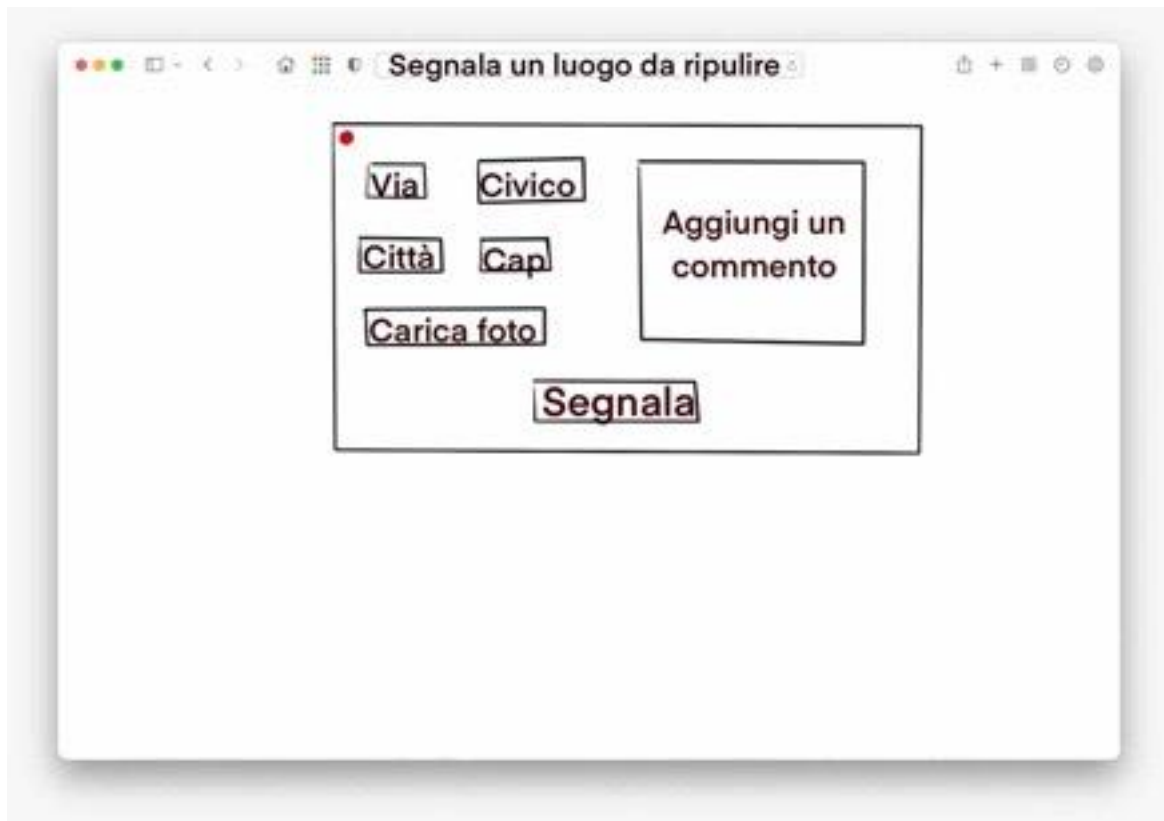 Segnala un luogo da ripulire
Via
Civico
Città
Cap
Carica foto
Aggiungi un
commento
Segnala